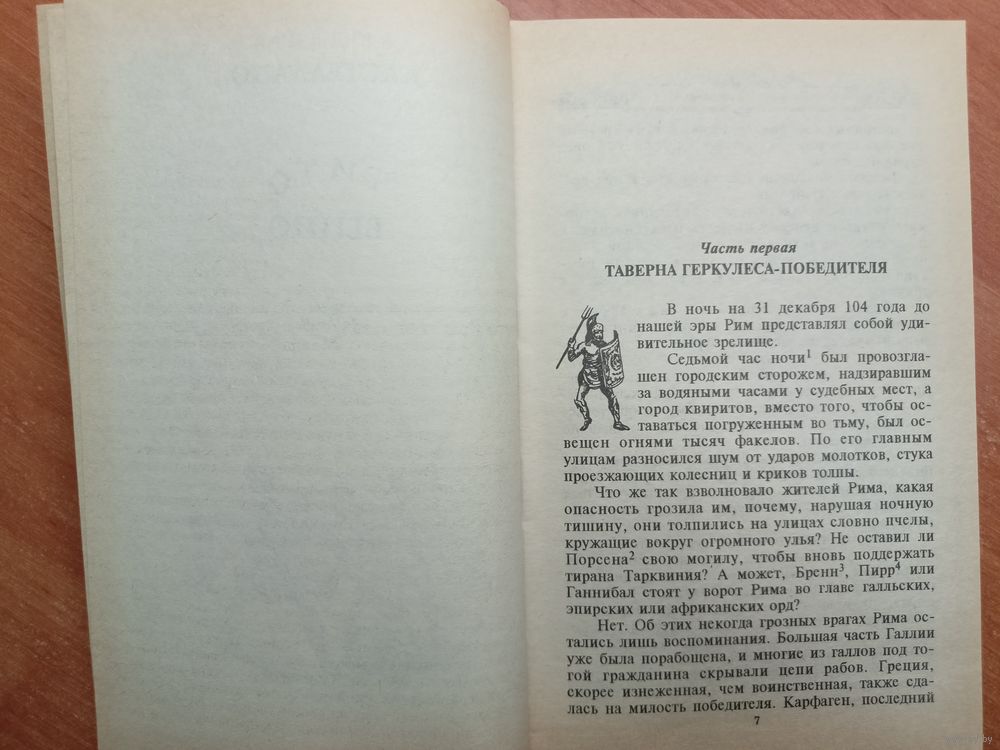 Часть первая
ТАВЕРНА ГЕРКУЛЕСА-ПОБЕДИТЕЛЯ
В ночь на 31 декабря 104 года до
нашей эры Рим представлял собой уди-
вительное зрелище.
Седьмой час ночи¹ был провозгла-
шен городским сторожем, надзиравшим
за водяными часами у судебных мест, а
город квиритов, вместо того, чтобы ос-
таваться погруженным во тьму, был ос-
вещен огнями тысяч факелов. По его главным
улицам разносился шум от ударов молотков, стука
проезжающих колесниц и криков толпы.
Что же так взволновало жителей Рима, какая
опасность грозила им, почему, нарушая ночную
тишину, они толпились на улицах словно пчелы,
кружащие вокруг огромного улья? Не оставил ли
Порсена² свою могилу, чтобы вновь поддержать
тирана Тарквиния? А может, Бренн³, Пирр⁴ или
Ганнибал стоят у ворот Рима во главе галльских,
эпирских или африканских орд?
Нет. Об этих некогда грозных врагах Рима ос-
тались лишь воспоминания. Большая часть Галлии
уже была порабощена, и многие из галлов под то-
гой гражданина скрывали цепи рабов. Греция,
скорее изнеженная, чем воинственная, также сда-
лась на милость победителя. Карфаген, последний
7